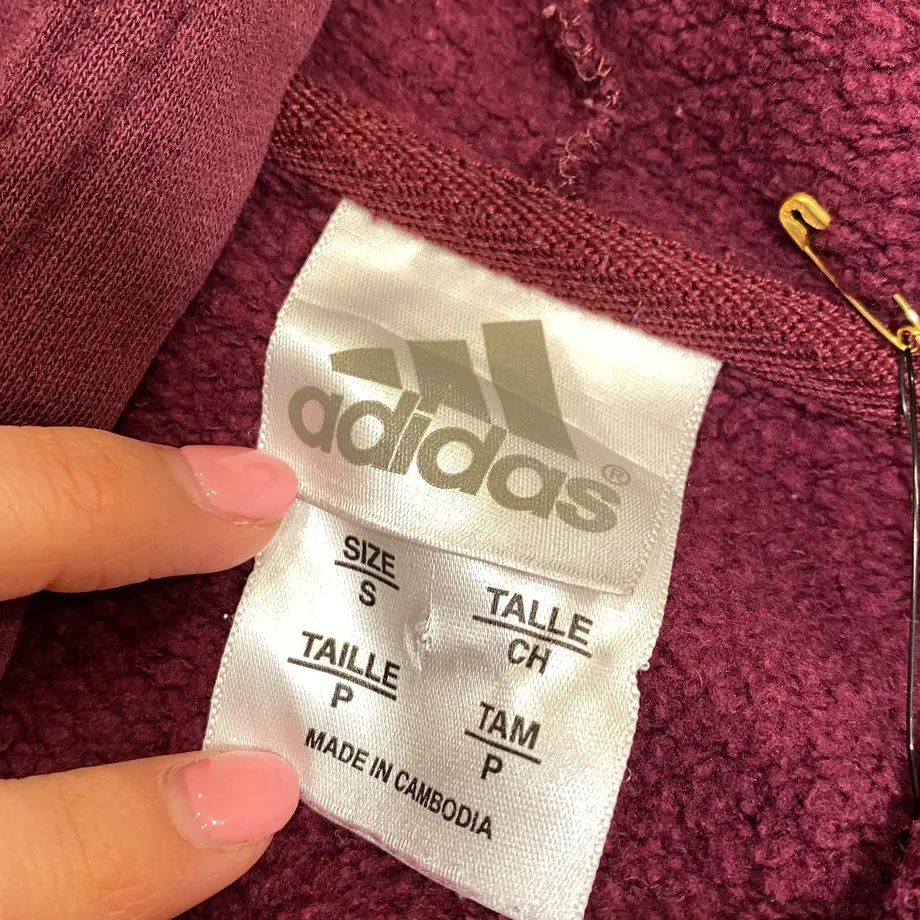 adidas®
SIZE
S
TALLE
CH
TAILLE
P
TAM
P
MADE IN CAMBODIA